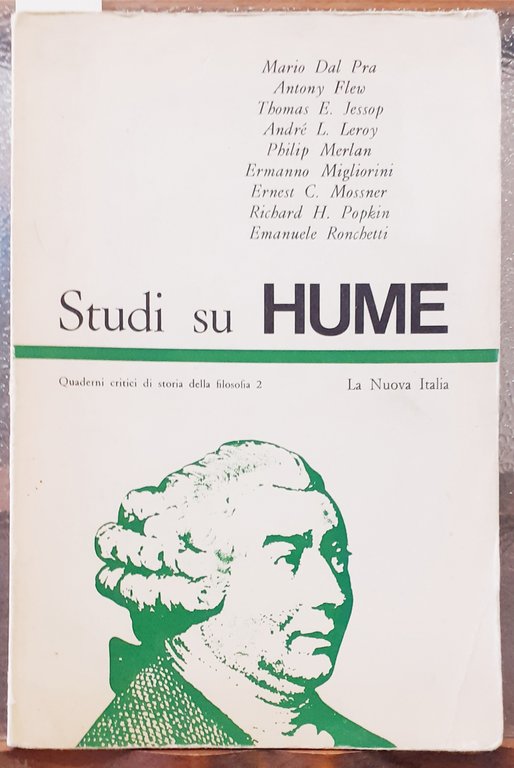 Mario Dal Pra
Antony Flew
Thomas E. Jessop
André L. Leroy
Philip Merlan
Ermanno Migliorini
Ernest C. Mossner
Richard H. Popkin
Emanuele Ronchetti
Studi su HUME
Quaderni critici di storia della filosofia 2 La Nuova Italia